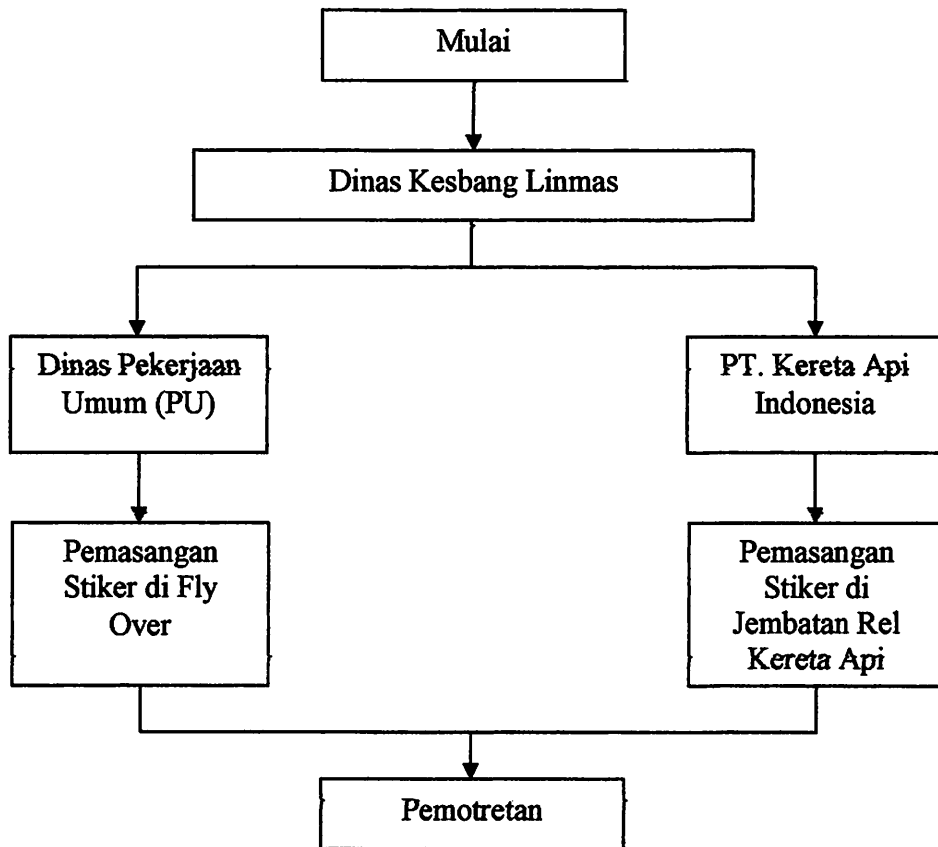 Mulai
Dinas Kesbang Linmas
Dinas Pekerjaan
Umum (PU)
PT. Kereta Api
Indonesia
Pemasangan
Stiker di Fly
Over
Pemasangan
Stiker di
Jembatan Rel
Kereta Api
Pemotretan